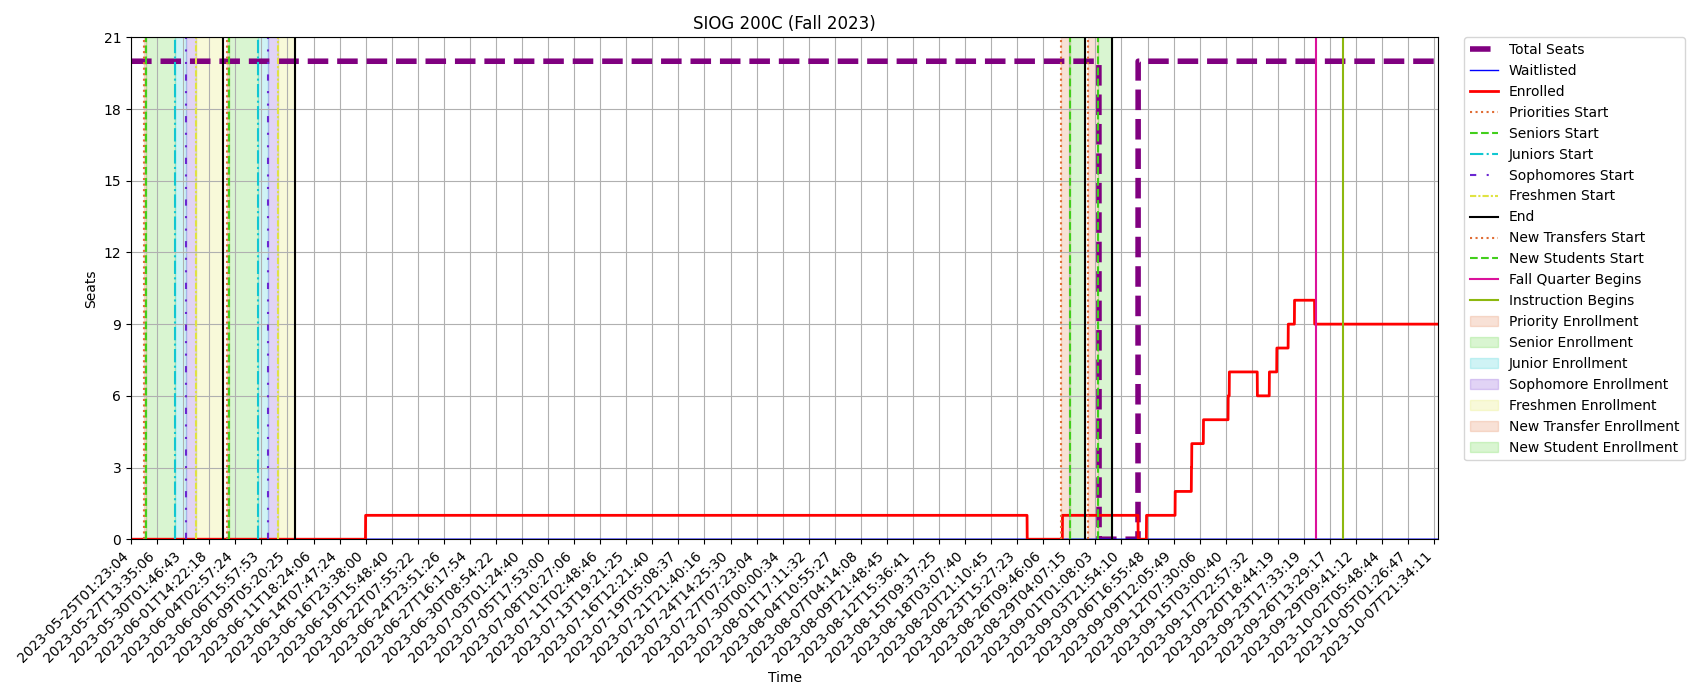 SIOG 200C (Fall 2023)
21
18
15
12
9
6
3
0
Seats
2023-05-25T01:23:04
2023-05-27T13:35:06
2023-05-30T01:46:43
2023-06-01T14:22:18
2023-06-04T02:57:24
2023-06-06T15:57:53
2023-06-09T05:20:25
2023-06-11T18:24:06
2023-06-14T07:47:24
2023-06-16T23:38:00
2023-06-19T15:48:40
2023-06-22T07:55:22
2023-06-24T23:51:26
2023-06-27T16:17:54
2023-06-30T08:54:22
2023-07-03T01:24:40
2023-07-05T17:53:00
2023-07-08T10:27:06
2023-07-11T02:48:46
2023-07-13T19:21:25
2023-07-16T12:21:40
2023-07-19T05:08:37
2023-07-21T21:40:16
2023-07-24T14:25:30
2023-07-27T07:23:04
2023-07-30T00:00:34
2023-08-01T17:11:32
2023-08-04T10:55:27
2023-08-07T04:14:08
2023-08-09T21:48:45
2023-08-12T15:36:41
2023-08-15T09:37:25
2023-08-18T03:07:40
2023-08-20T21:10:45
2023-08-23T15:27:23
2023-08-26T09:46:06
2023-08-29T04:07:15
2023-09-01T01:08:03
2023-09-03T21:54:10
2023-09-06T16:55:48
2023-09-09T12:05:49
2023-09-12T07:30:06
2023-09-15T03:00:40
2023-09-17T22:57:32
2023-09-20T18:44:19
2023-09-23T17:33:19
2023-09-26T13:29:17
2023-09-29T09:41:12
2023-10-02T05:48:44
2023-10-05T01:26:47
2023-10-07T21:34:11
Time
Total Seats
Waitlisted
Enrolled
Priorities Start
Seniors Start
Juniors Start
Sophomores Start
Freshmen Start
End
New Transfers Start
New Students Start
Fall Quarter Begins
Instruction Begins
Priority Enrollment
Senior Enrollment
Junior Enrollment
Sophomore Enrollment
Freshmen Enrollment
New Transfer Enrollment
New Student Enrollment